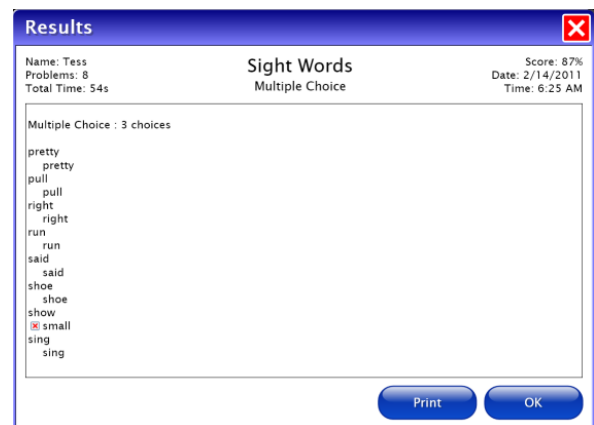 Results
Name: Tess
Problems: 8
Total Time: 54s
Sight Words
Multiple Choice
Score: 87%
Date: 2/14/2011
Time: 6:25 AM
Multiple Choice : 3 choices
pretty
pretty
pull
pull
right
right
run
run
said
said
shoe
shoe
show
small
sing
sing
Print
OK